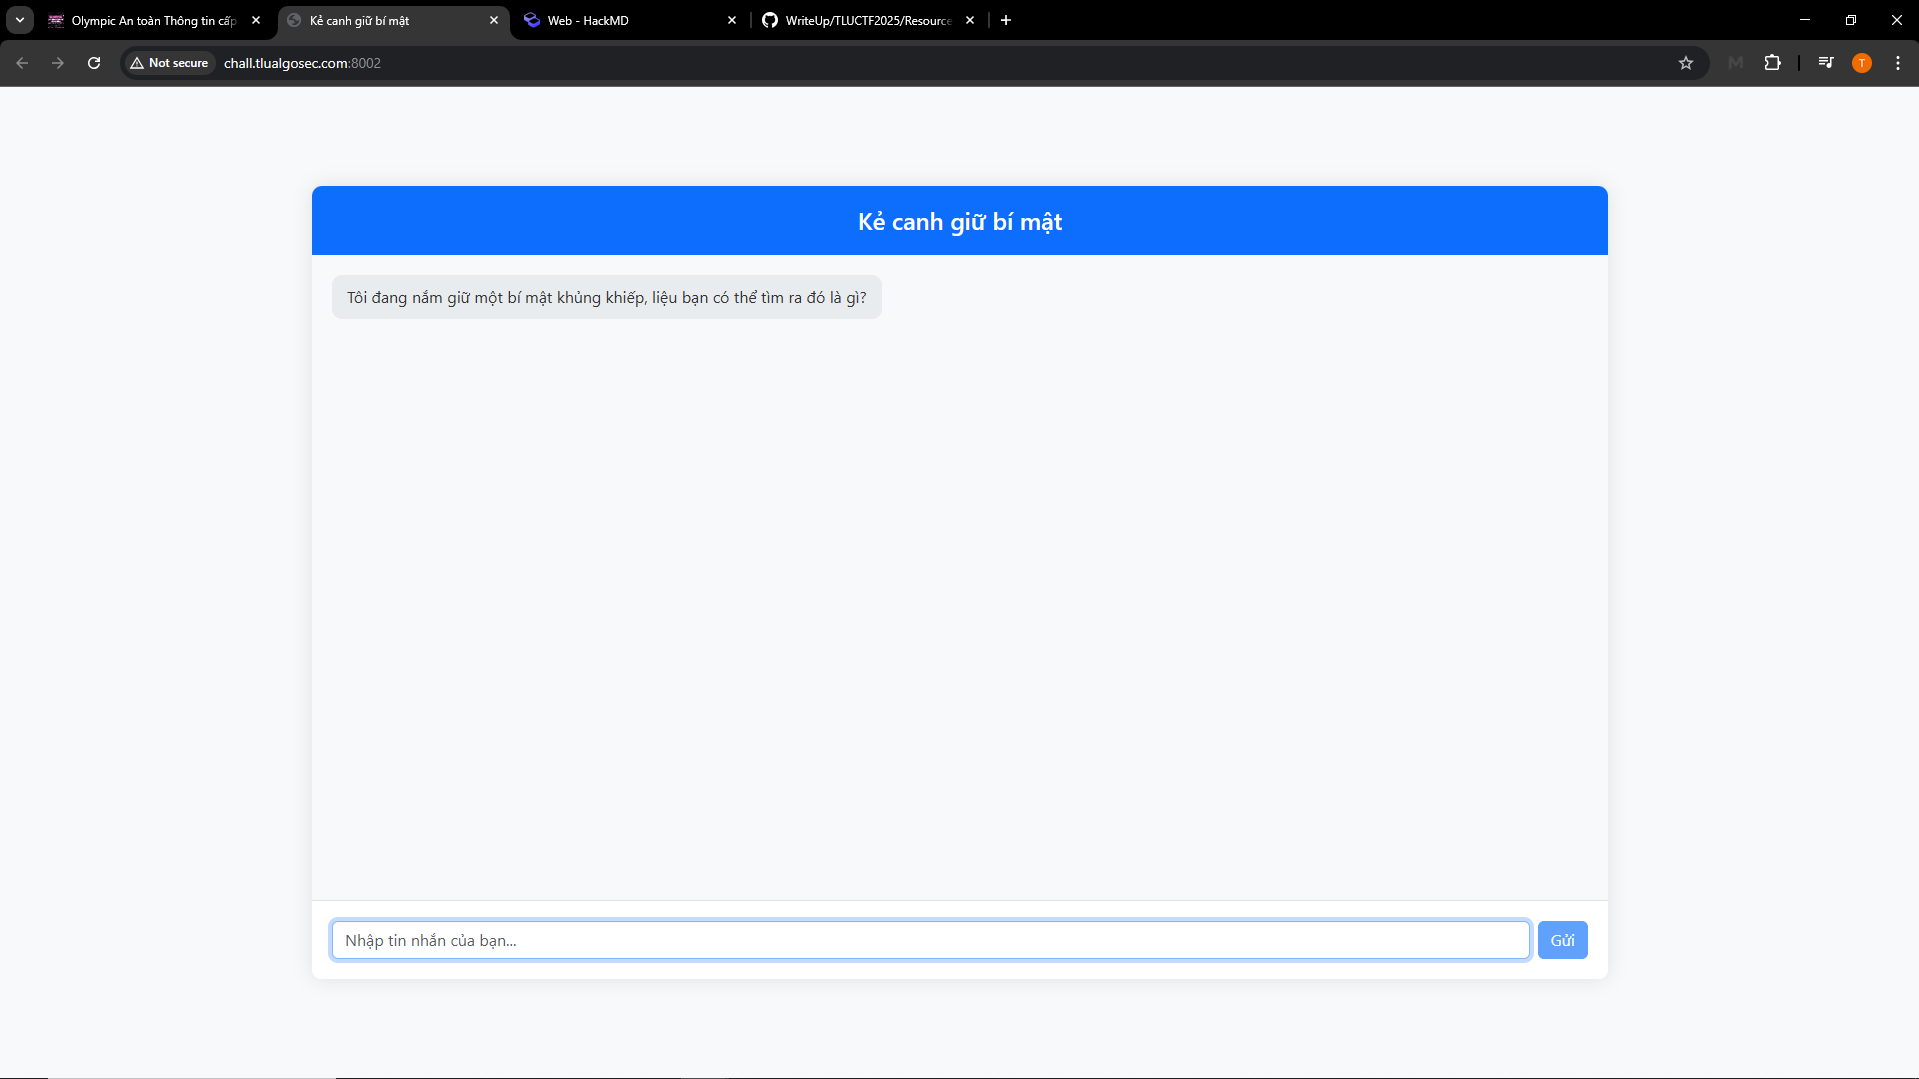 Olympic An toàn Thông tin cấp
Kẻ canh giữ bí mật
Web - HackMD
WriteUp/TLUCTF2025/Resource
Not secure
chall.tlualgosec.com:8002
T
Kẻ canh giữ bí mật
Tôi đang nắm giữ một bí mật khủng khiếp, liệu bạn có thể tìm ra đó là gì?
Nhập tin nhắn của bạn...
Gửi